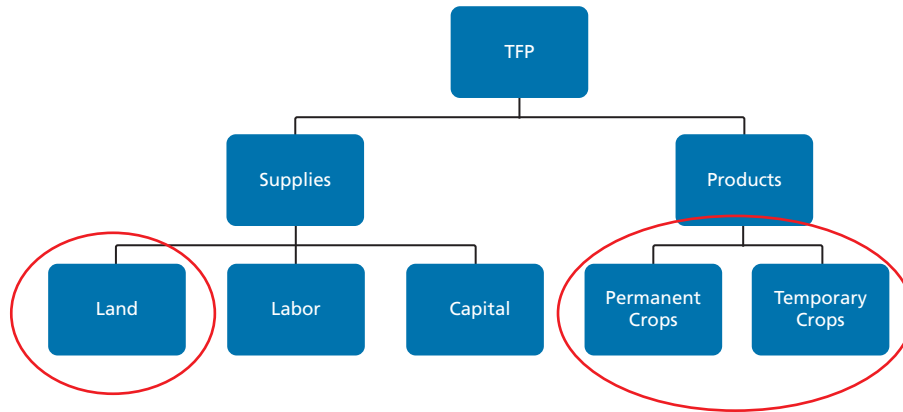 TFP
Supplies
Products
Land
Labor
Capital
Permanent
Crops
Temporary
Crops